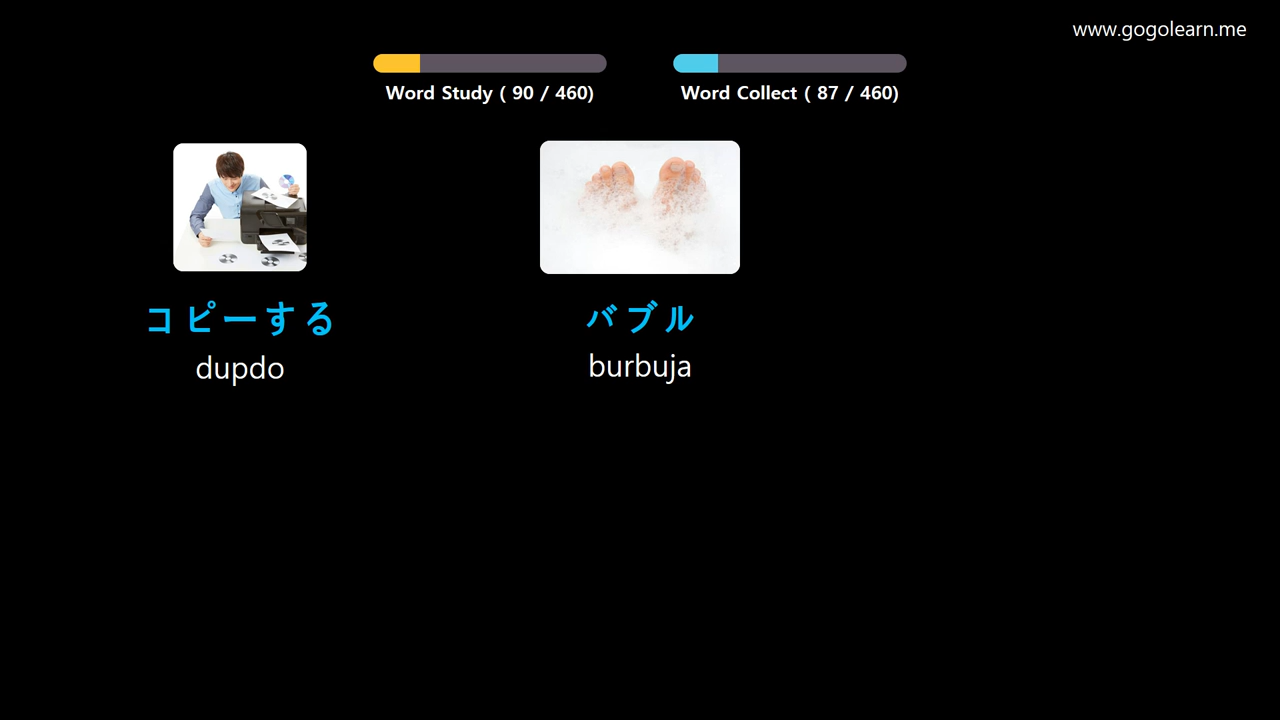 www.gogolearn.me
Word Study ( 90 / 460)
Word Collect ( 87 / 460)
コピーする
dupdo
バブル
burbuja